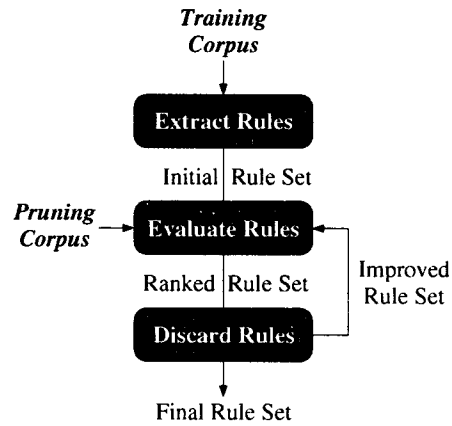 Training
Corpus
Extract Rules
Initial Rule Set
Pruning
Corpus
Evaluate Rules
Ranked Rule Set
Improved
Rule Set
Discard Rules
Final Rule Set